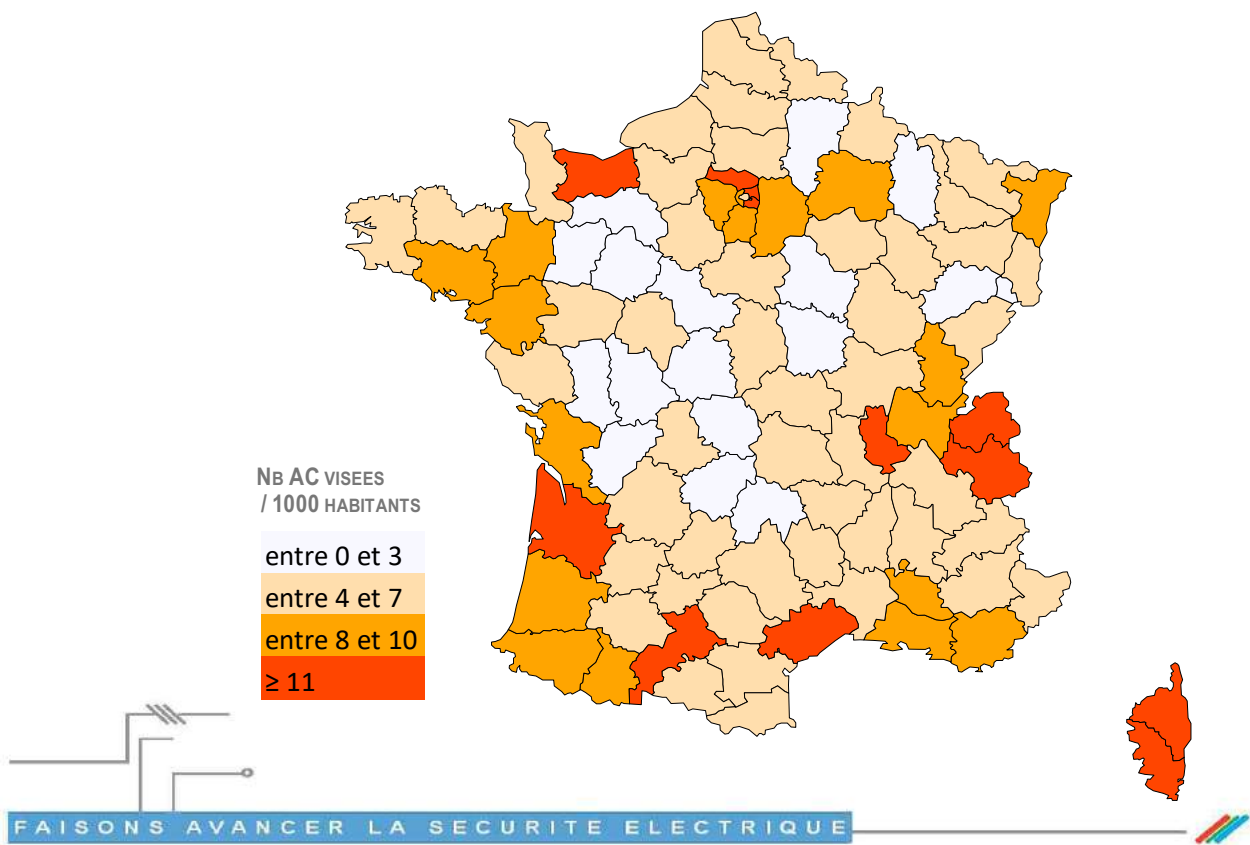 NB AC VISEES
/ 1000 HABITANTS
entre 0 et 3
entre 4 et 7
entre 8 et 10
≥ 11
FAISONS AVANCER LA SECURITE ELECTRIQUE